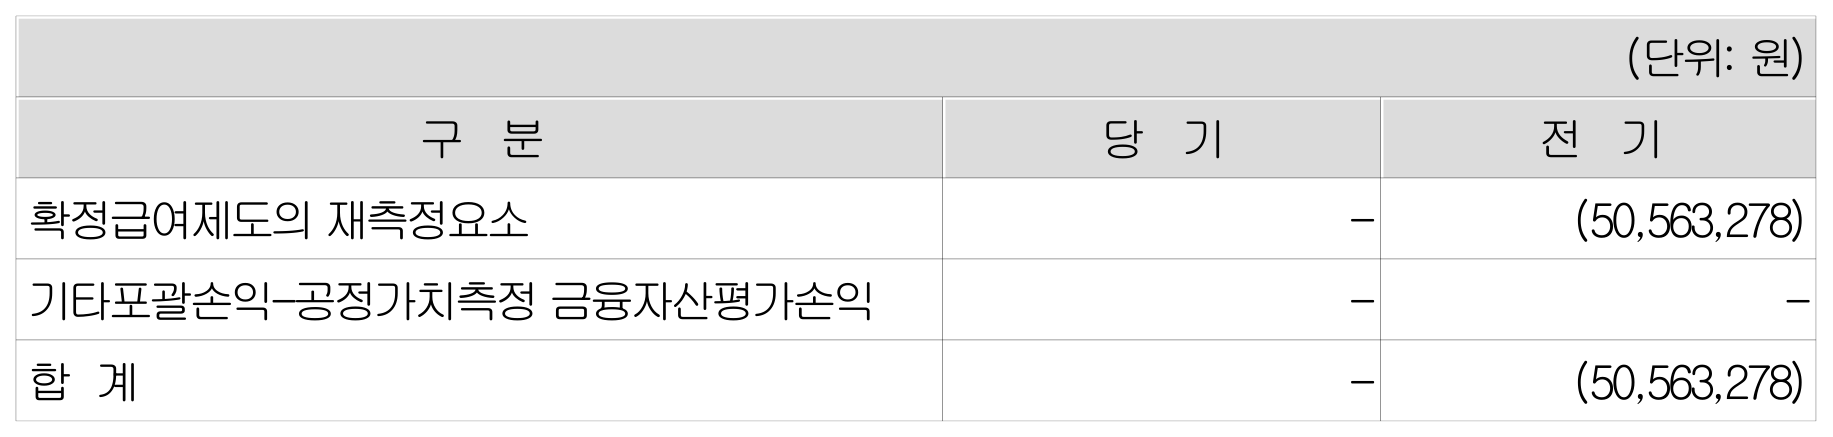 (단위: 원)
구 분 당 기 전 기
확정급여제도의 재측정요소 - (50,563,278)
기타포괄손익-공정가치측정 금융자산평가손익 - -
합 계 - (50,563,278)